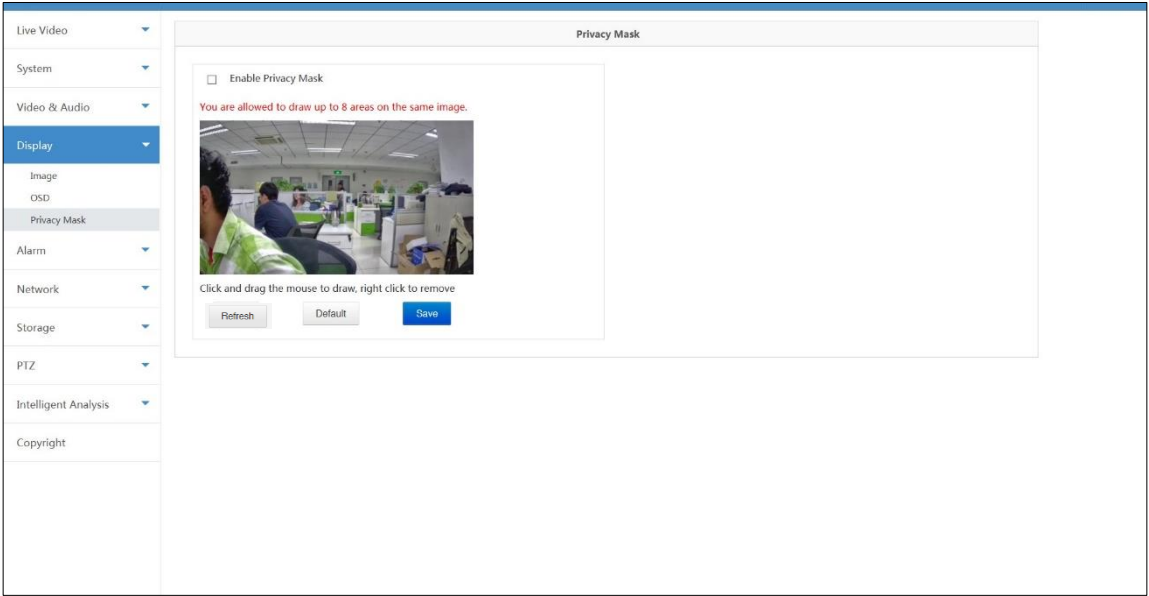 Live Video
System
Video & Audio
Display
Image
OSD
Privacy Mask
Alarm
Network
Storage
PTZ
Intelligent Analysis
Copyright
Privacy Mask
Enable Privacy Mask
You are allowed to draw up to 8 areas on the same image.
Click and drag the mouse to draw, right click to remove
Refresh
Default
Save